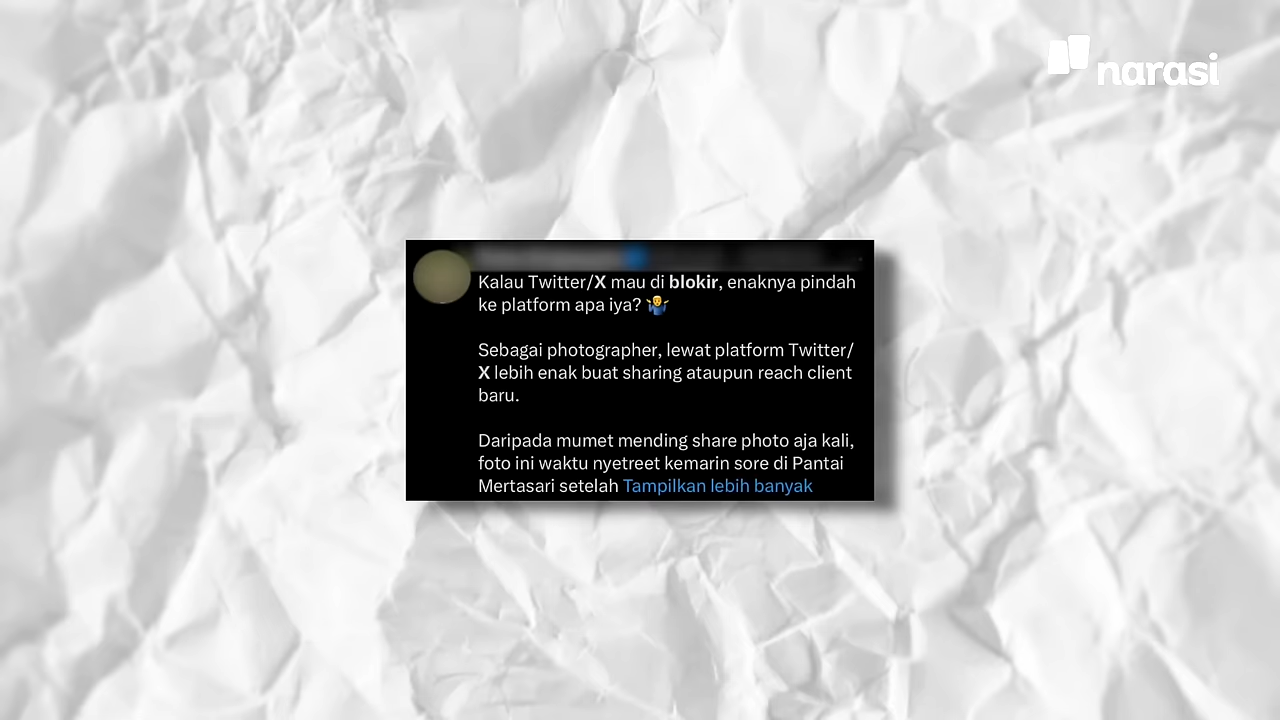 narasi
Kalau Twitter/X mau di blokir, enaknya pindah
ke platform apa iya? 🤷‍♂️
Sebagai photographer, lewat platform Twitter/
X lebih enak buat sharing ataupun reach client
baru.
Daripada mumet mending share photo aja kali,
foto ini waktu nyetreet kemarin sore di Pantai
Mertasari setelah Tampilkan lebih banyak